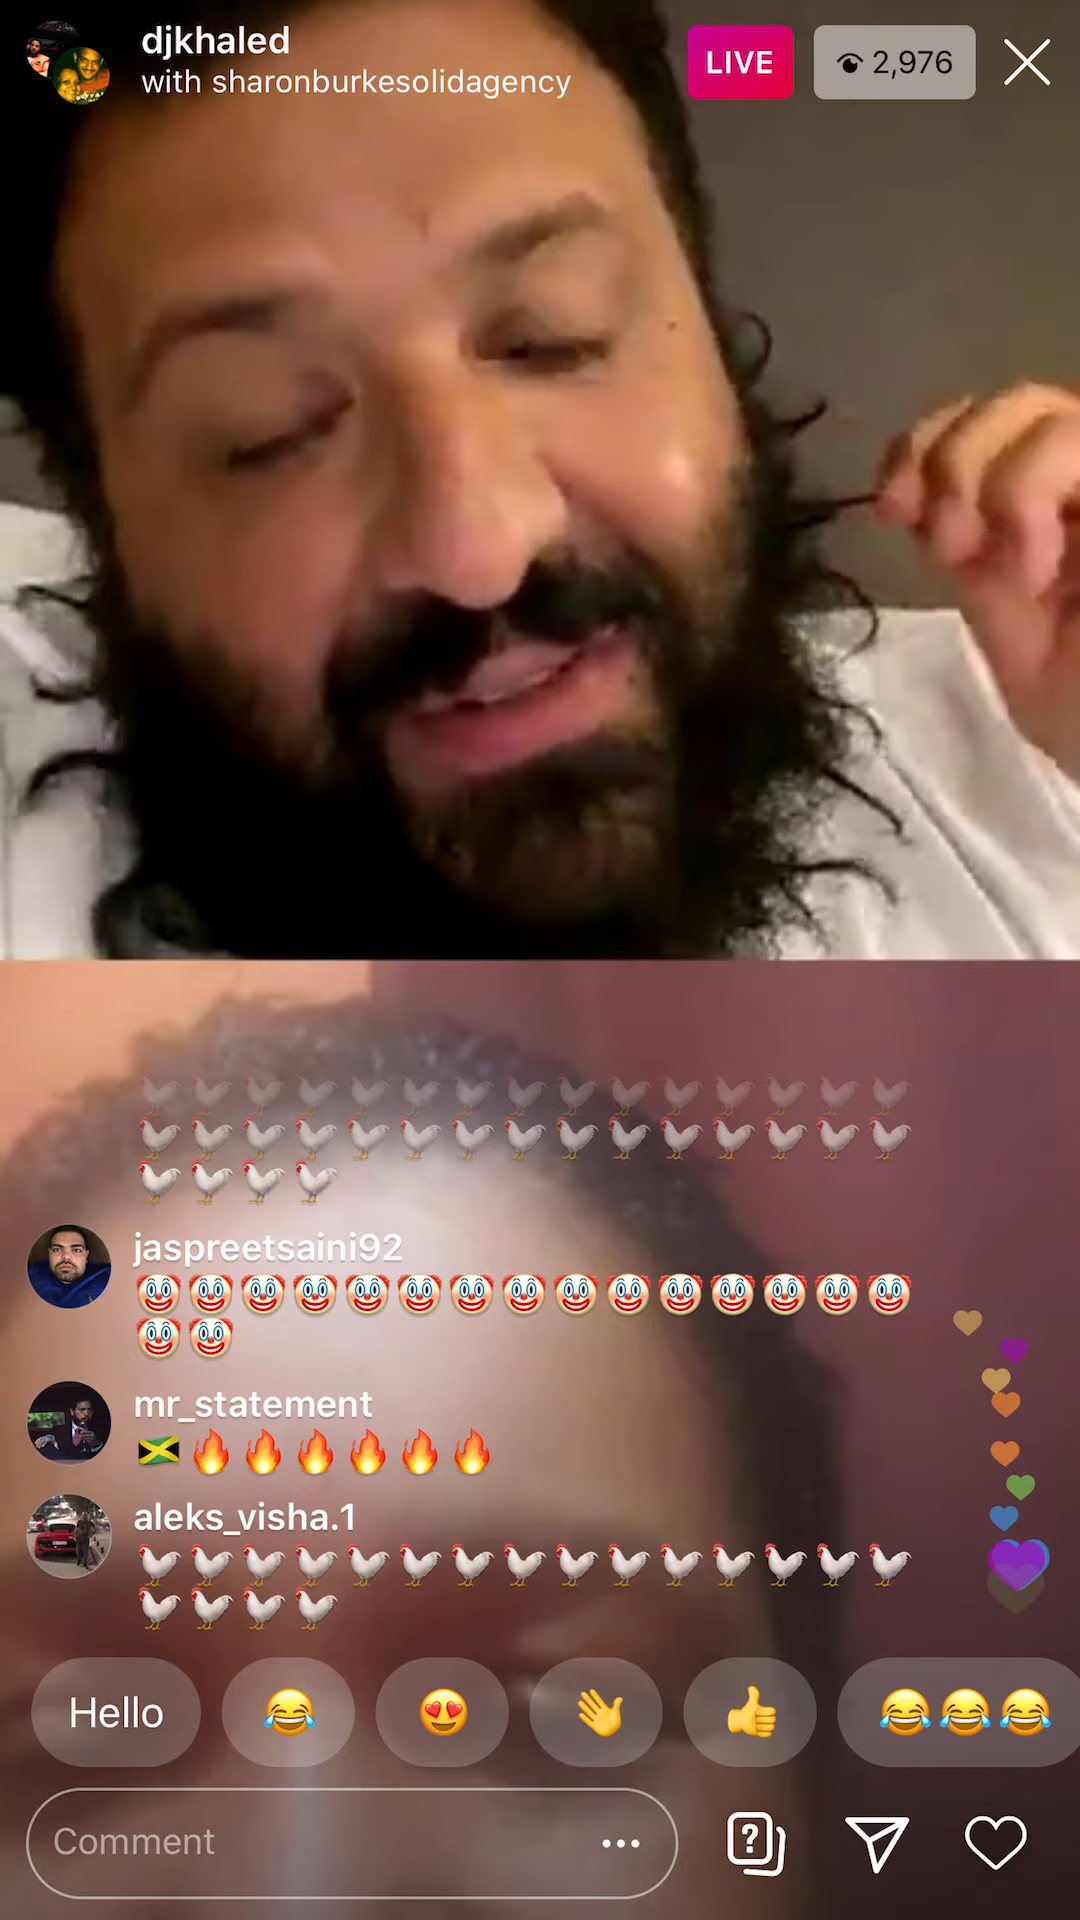 djkhaled
with sharonburkesolidagency
LIVE
2,976
🐓🐓🐓🐓🐓🐓🐓🐓🐓🐓🐓🐓🐓🐓🐓
🐓🐓🐓🐓🐓🐓🐓🐓🐓🐓🐓🐓🐓🐓🐓
🐓🐓🐓🐓
jaspreetsaini92
🤡🤡🤡🤡🤡🤡🤡🤡🤡🤡🤡🤡🤡🤡🤡
🤡🤡
mr_statement
🇯🇲🔥🔥🔥🔥🔥🔥
aleks_visha.1
🐓🐓🐓🐓🐓🐓🐓🐓🐓🐓🐓🐓🐓🐓🐓
🐓🐓🐓🐓
Hello 😂 😍 👋 👍 😂😂😂
Comment